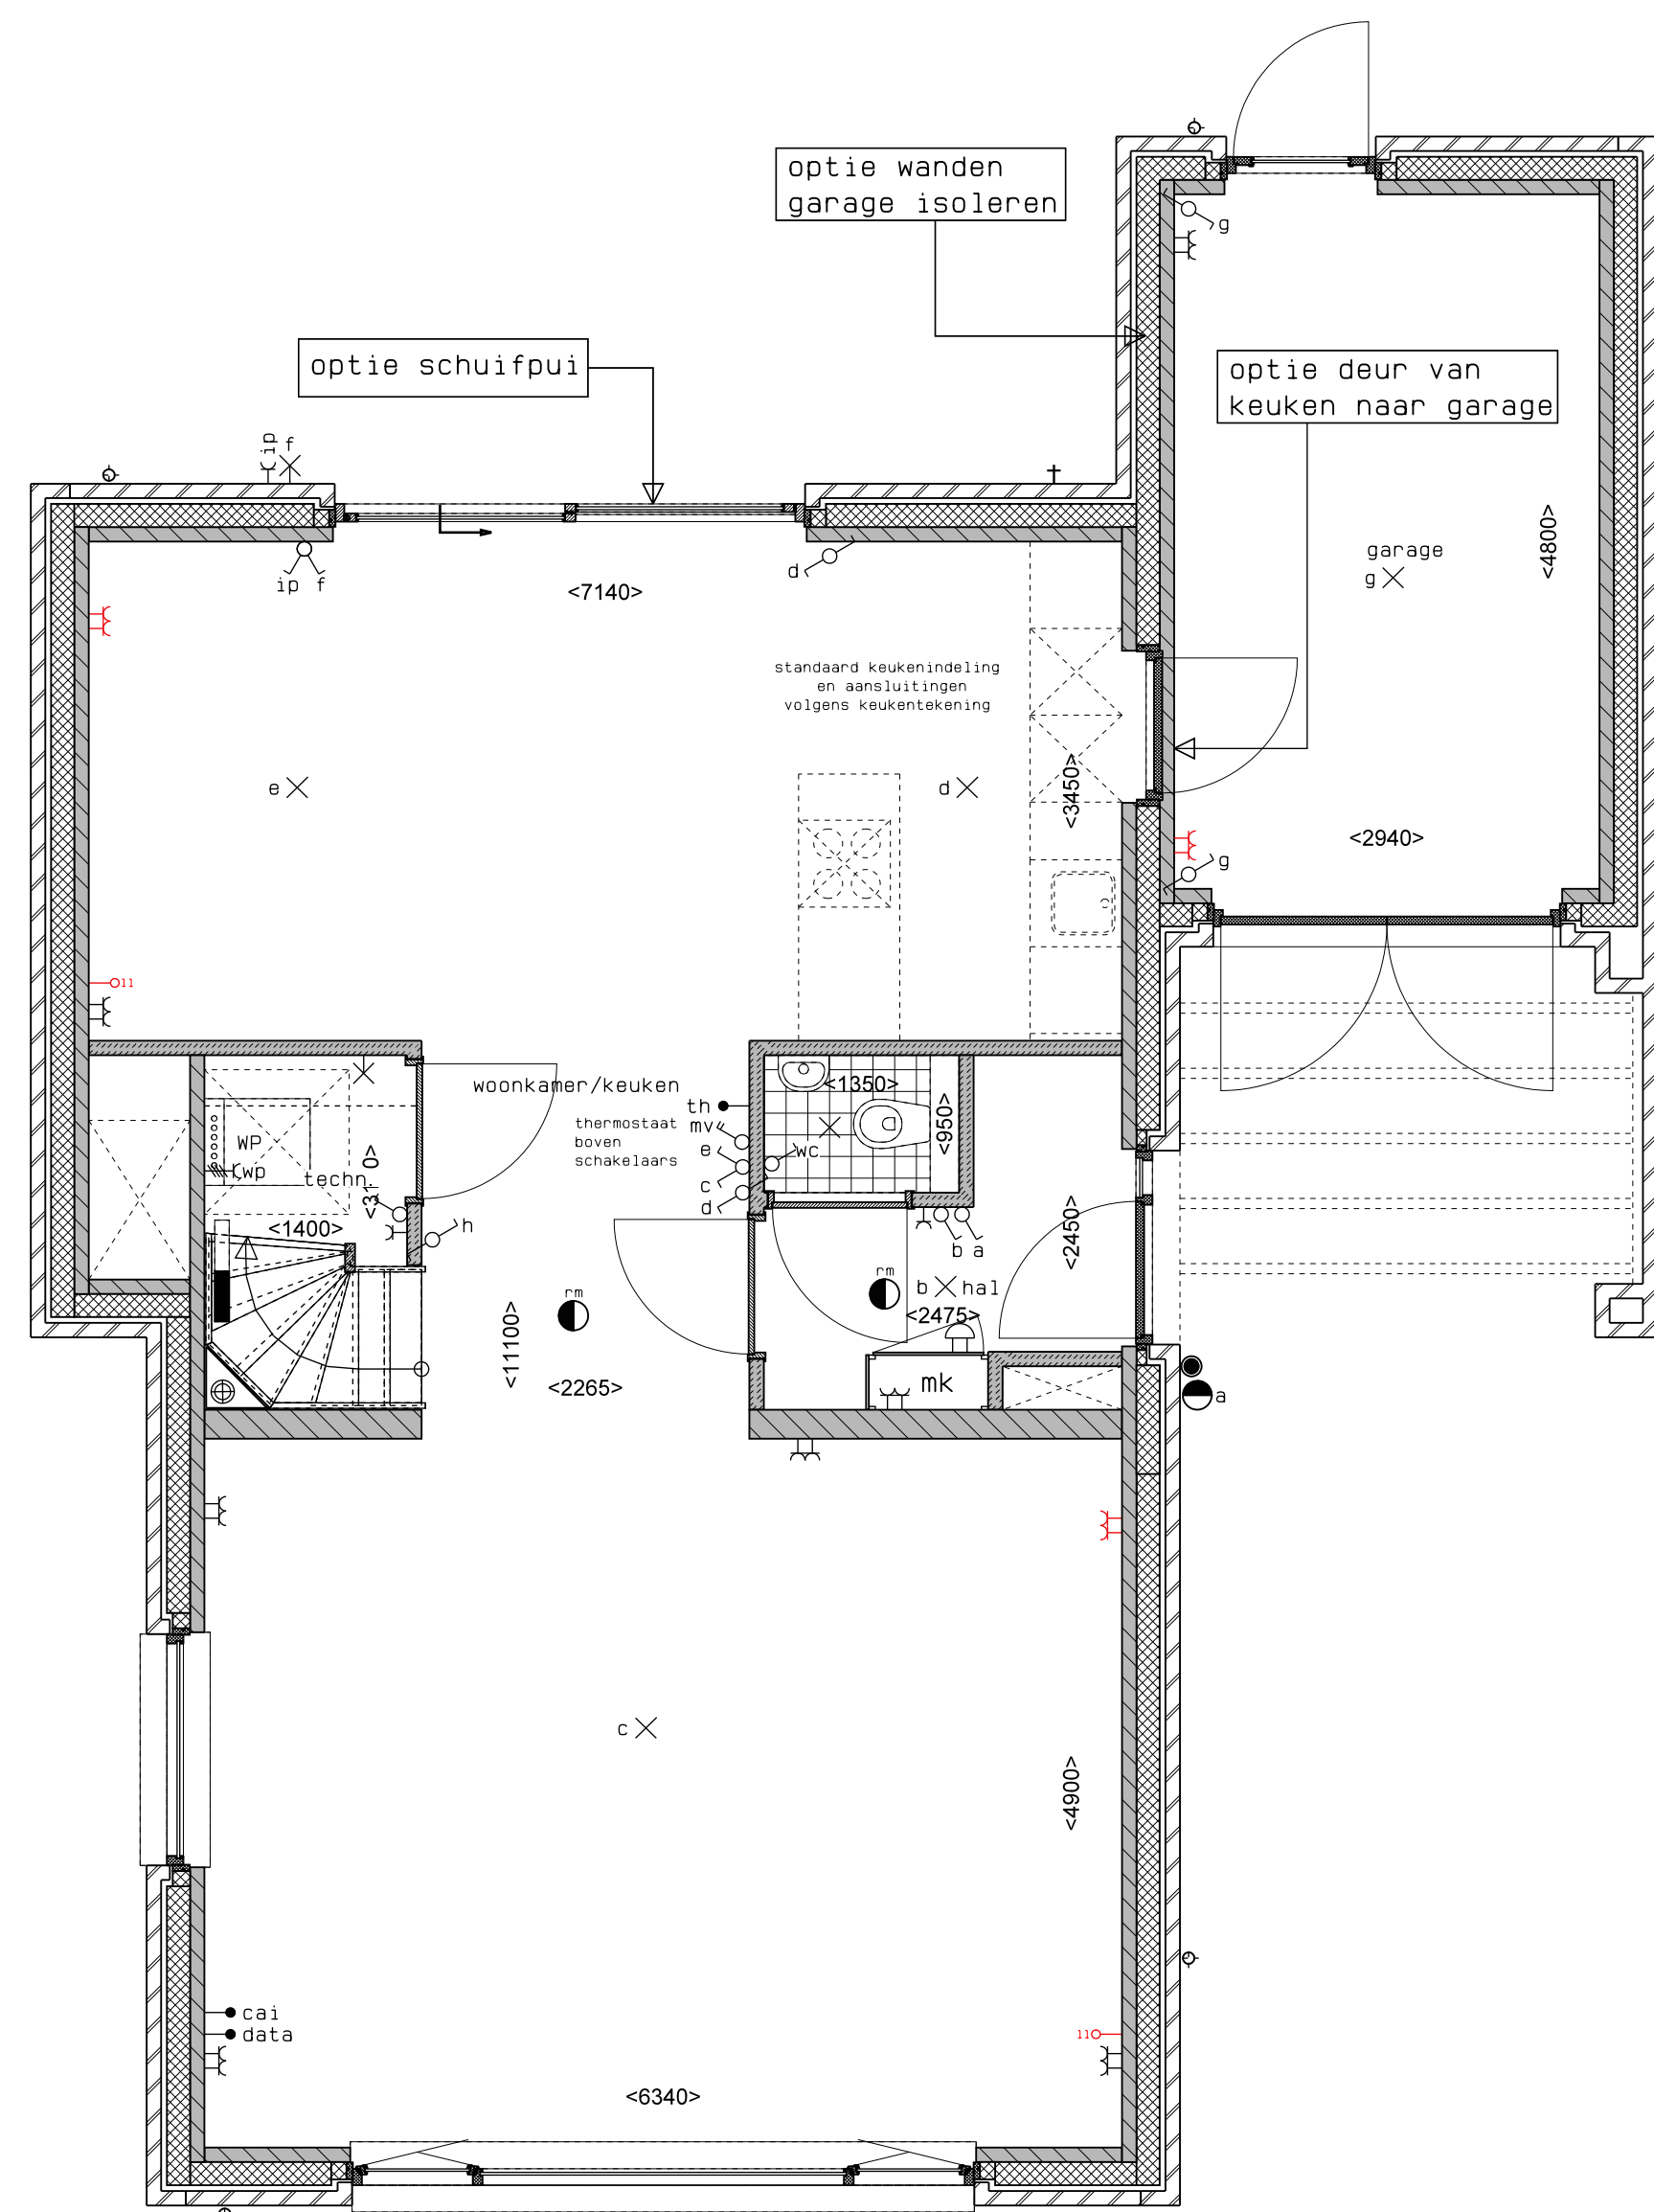 optie wanden
garage isoleren
g
optie schuifpui
optie deur van
keuken naar garage
ip
f
ip f
d
<7140>
garage
g
<4800>
standaard keukenindeling
en aansluitingen
volgens keukentekening
e
d
<3450>
<2940>
g
11
woonkamer/keuken
<1350>
<950>
th
mv
thermostaat
boven
schakelaars
e
wc
c
d
WP
wp
techn.
<1400>
h
b a
<2450>
rm
rm
b
hal
<2475>
<11100>
<2265>
mk
a
c
<4900>
cai
data
11
<6340>